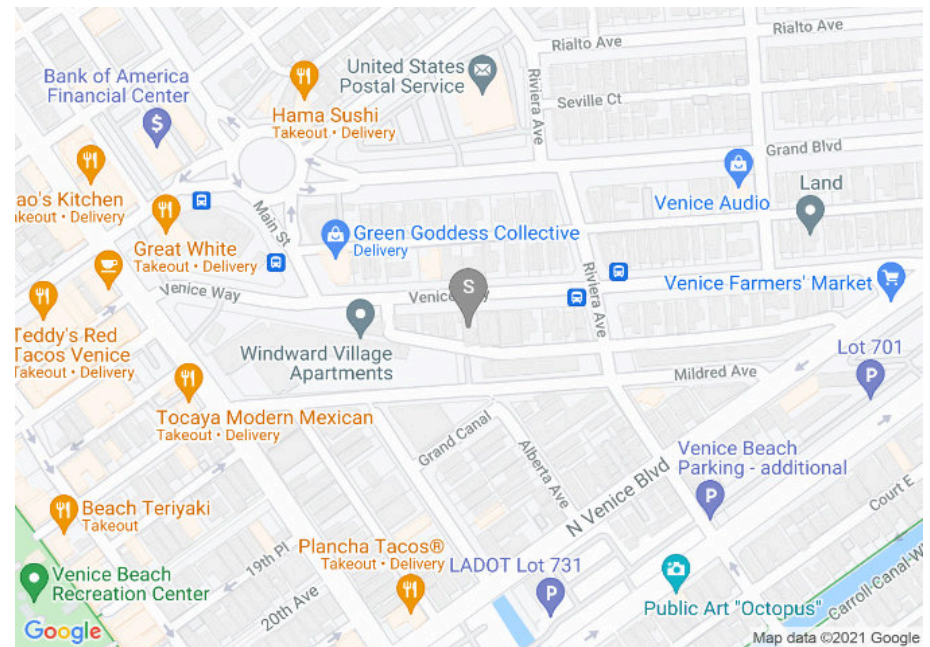 Rialto Ave
Rialto Ave
Bank of America
Financial Center
$
United States
Postal Service
Hama Sushi
Takeout • Delivery
Riviera Ave
Seville Ct
Grand Blvd
ao's Kitchen
akeout • Delivery
Venice Audio
Land
Main St
Great White
Takeout • Delivery
Green Goddess Collective
Delivery
Venice Way
Venice
S
Riviera Ave
Venice Farmers' Market
Teddy's Red
Tacos Venice
Takeout • Delivery
Windward Village
Apartments
Lot 701
P
Mildred Ave
Tocaya Modern Mexican
Takeout • Delivery
Grand Canal
Alberta Ave
N Venice Blvd
Venice Beach
Parking - additional
P
Court E
Beach Teriyaki
Takeout
19th Pl
Plancha Tacos®
Takeout • Delivery
LADOT Lot 731
P
Venice Beach
Recreation Center
20th Ave
Public Art "Octopus"
Carroll-Canal-W
Google
Map data ©2021 Google